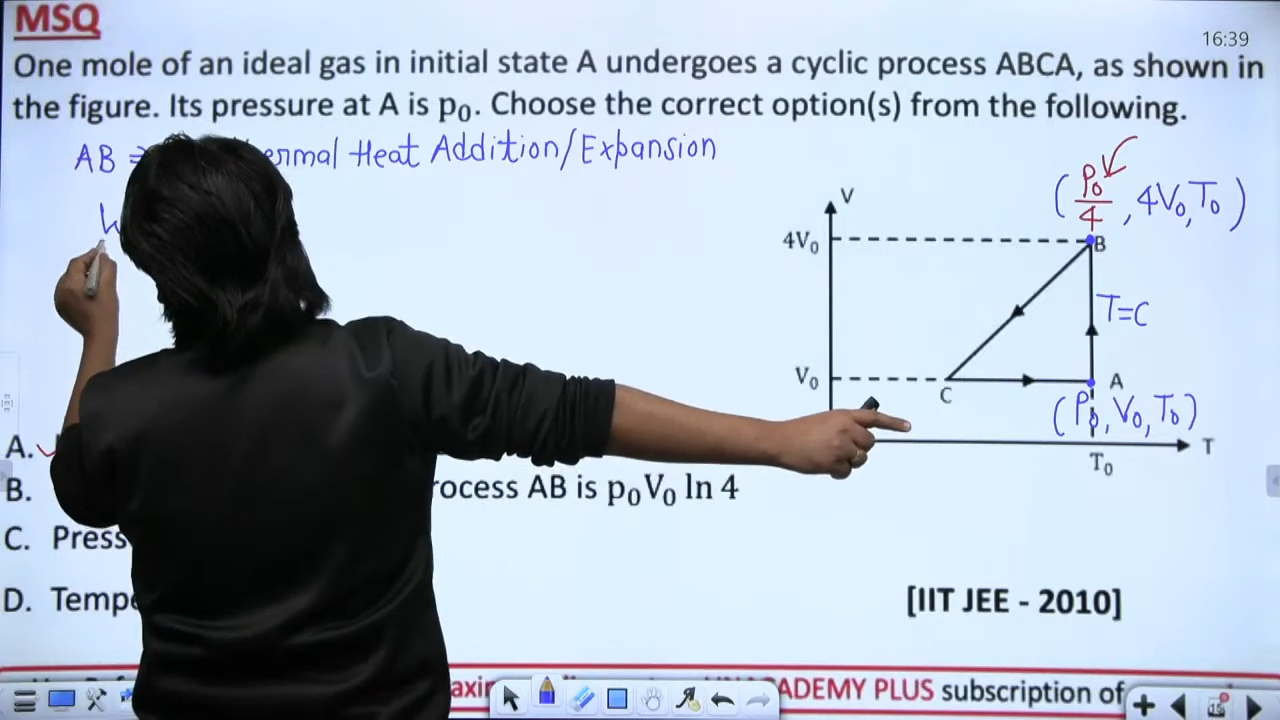 MSQ
16:39
One mole of an ideal gas in initial state A undergoes a cyclic process ABCA, as shown in
the figure. Its pressure at A is p₀. Choose the correct option(s) from the following.
AB ⇒ ermal Heat Addition/Expansion
(p₀/4, 4V₀, T₀)
V
4V₀
B
T=C
V₀
C
A
(P₀, V₀, T₀)
T
T₀
A.
B. rocess AB is p₀V₀ ln 4
C. Press
D. Tempe
[IIT JEE - 2010]
ADEMY PLUS subscription of